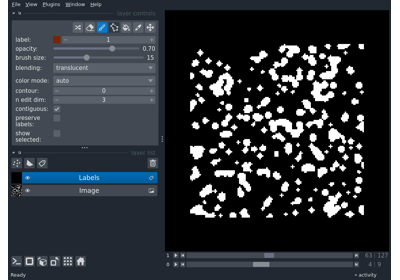 File View Plugins Window Help
layer controls
label: 1
opacity: 0.70
brush size: 15
blending: translucent
color mode: auto
contour: 0
n edit dim: 3
contiguous:
preserve
labels:
show
selected:
layer list
Labels
Image
1 63 127
0 4 9
Ready
activity